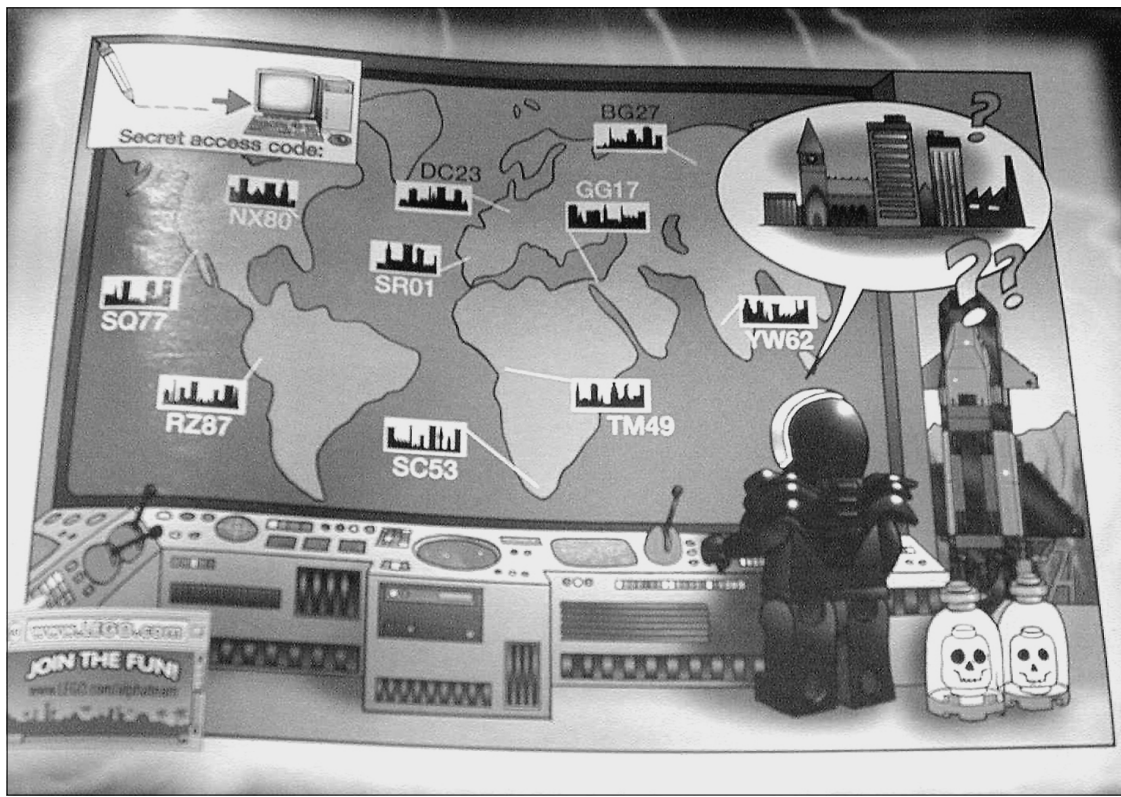 Secret access code:
BG27
DC23
GG17
NX80
SR01
SQ77
YW62
RZ87
TM49
SC53
? ? ?
www.LEGO.com
JOIN THE FUN!
www.LEGO.com/alphateam